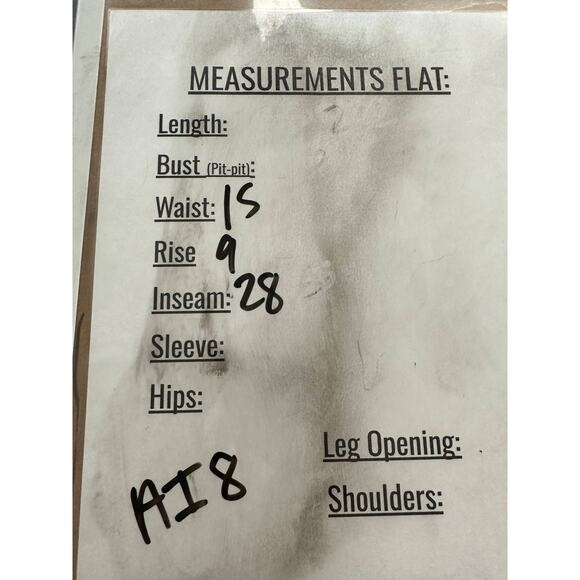 MEASUREMENTS FLAT:
Length:
Bust (Pit-pit):
Waist: 15
Rise 9
Inseam: 28
Sleeve:
Hips:
Leg Opening:
AI8
Shoulders: